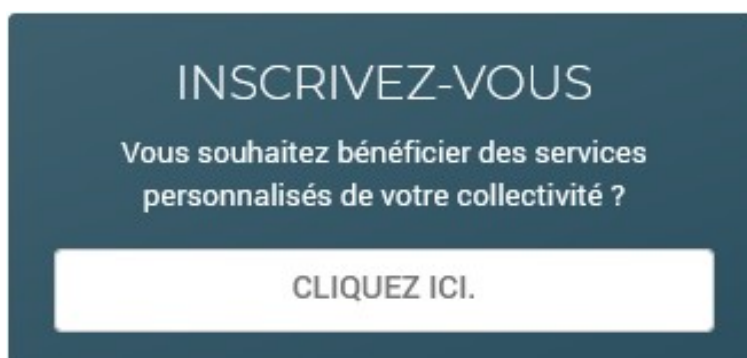 INSCRIVEZ-VOUS
Vous souhaitez bénéficier des services
personnalisés de votre collectivité ?
CLIQUEZ ICI.